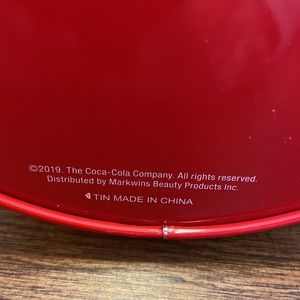 ©2019. The Coca-Cola Company. All rights reserved.
Distributed by Markwins Beauty Products Inc.
TIN MADE IN CHINA